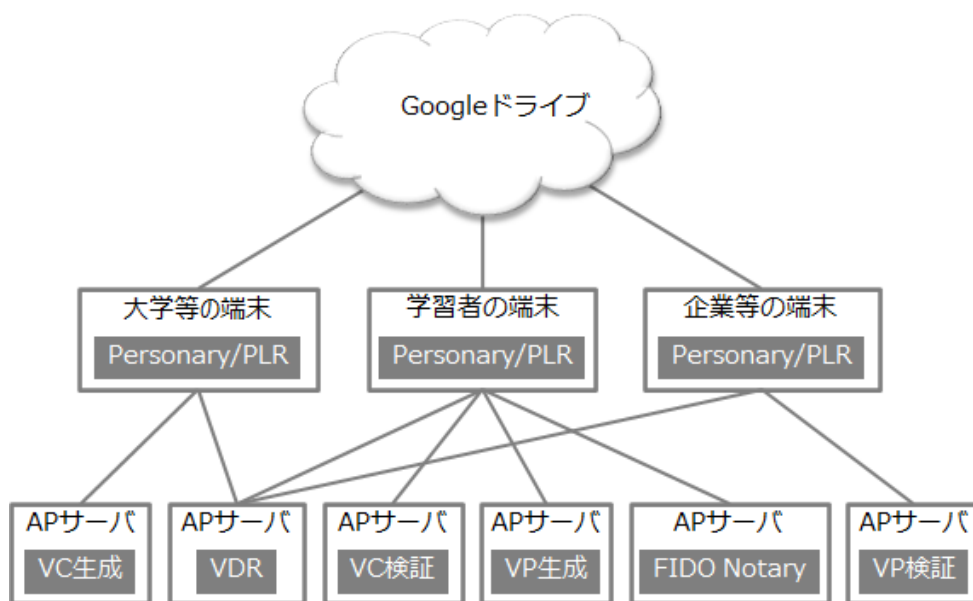 Googleドライブ
大学等の端末
Personary/PLR
学習者の端末
Personary/PLR
企業等の端末
Personary/PLR
APサーバ
VC生成
APサーバ
VDR
APサーバ
VC検証
APサーバ
VP生成
APサーバ
FIDO Notary
APサーバ
VP検証